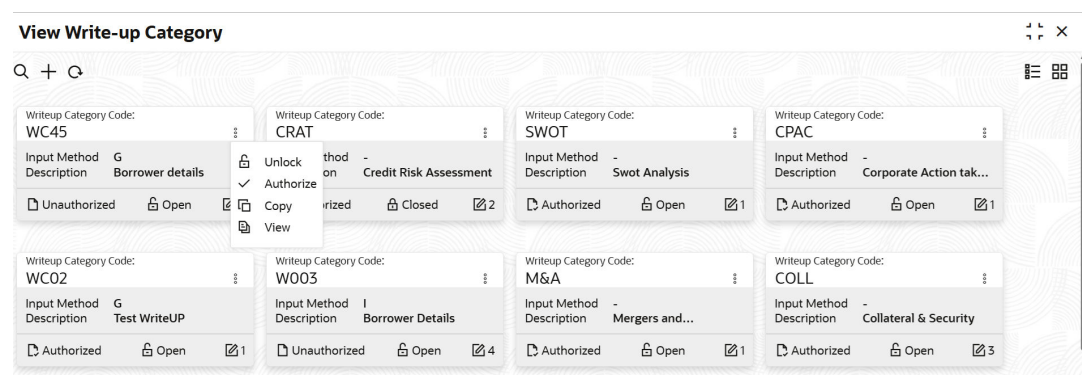 View Write-up Category
Writeup Category Code: Writeup Category Code: Writeup Category Code: Writeup Category Code:
WC45 CRAT SWOT CPAC
Input Method G thod - Input Method - Input Method -
Description Borrower details on Credit Risk Assessment Description Swot Analysis Description Corporate Action tak...
Unauthorized Open rized Closed 2 Authorized Open 1 Authorized Open 1
Unlock
Authorize
Copy
View
Writeup Category Code: Writeup Category Code: Writeup Category Code: Writeup Category Code:
WC02 W003 M&A COLL
Input Method G Input Method I Input Method - Input Method -
Description Test WriteUP Description Borrower Details Description Mergers and... Description Collateral & Security
Authorized Open 1 Unauthorized Open 4 Authorized Open 1 Authorized Open 3